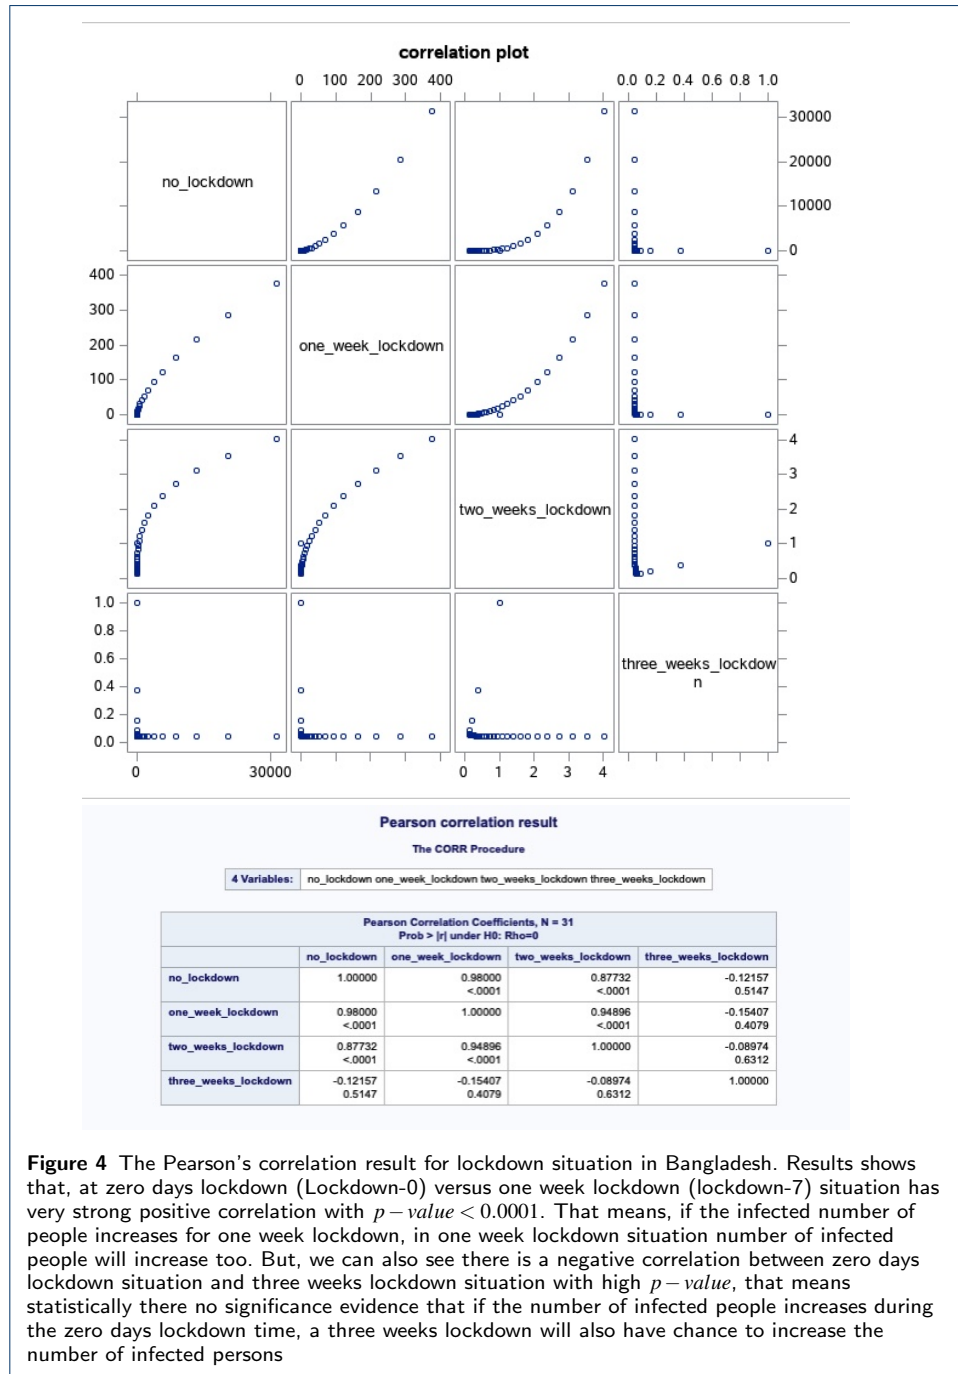 correlation plot
0 100 200 300 400 0.0 0.2 0.4 0.6 0.8 1.0
30000
no_lockdown
20000
10000
0
400
300
one_week_lockdown
200
100
0
4
3
two_weeks_lockdown
2
1
0
1.0
0.8
three_weeks_lockdow
n
0.6
0.4
0.2
0.0
0 30000 0 1 2 3 4
Pearson correlation result
The CORR Procedure
4 Variables: no_lockdown one_week_lockdown two_weeks_lockdown three_weeks_lockdown
Pearson Correlation Coefficients, N = 31
Prob > |r| under H0: Rho=0
no_lockdown one_week_lockdown two_weeks_lockdown three_weeks_lockdown
no_lockdown 1.00000 0.98000 0.87732 -0.12157
<.0001 <.0001 0.5147
one_week_lockdown 0.98000 1.00000 0.94896 -0.15407
<.0001 <.0001 0.4079
two_weeks_lockdown 0.87732 0.94896 1.00000 -0.08974
<.0001 <.0001 0.6312
three_weeks_lockdown -0.12157 -0.15407 -0.08974 1.00000
0.5147 0.4079 0.6312
Figure 4 The Pearson's correlation result for lockdown situation in Bangladesh. Results shows
that, at zero days lockdown (Lockdown-0) versus one week lockdown (lockdown-7) situation has
very strong positive correlation with p − value < 0.0001. That means, if the infected number of
people increases for one week lockdown, in one week lockdown situation number of infected
people will increase too. But, we can also see there is a negative correlation between zero days
lockdown situation and three weeks lockdown situation with high p − value, that means
statistically there no significance evidence that if the number of infected people increases during
the zero days lockdown time, a three weeks lockdown will also have chance to increase the
number of infected persons